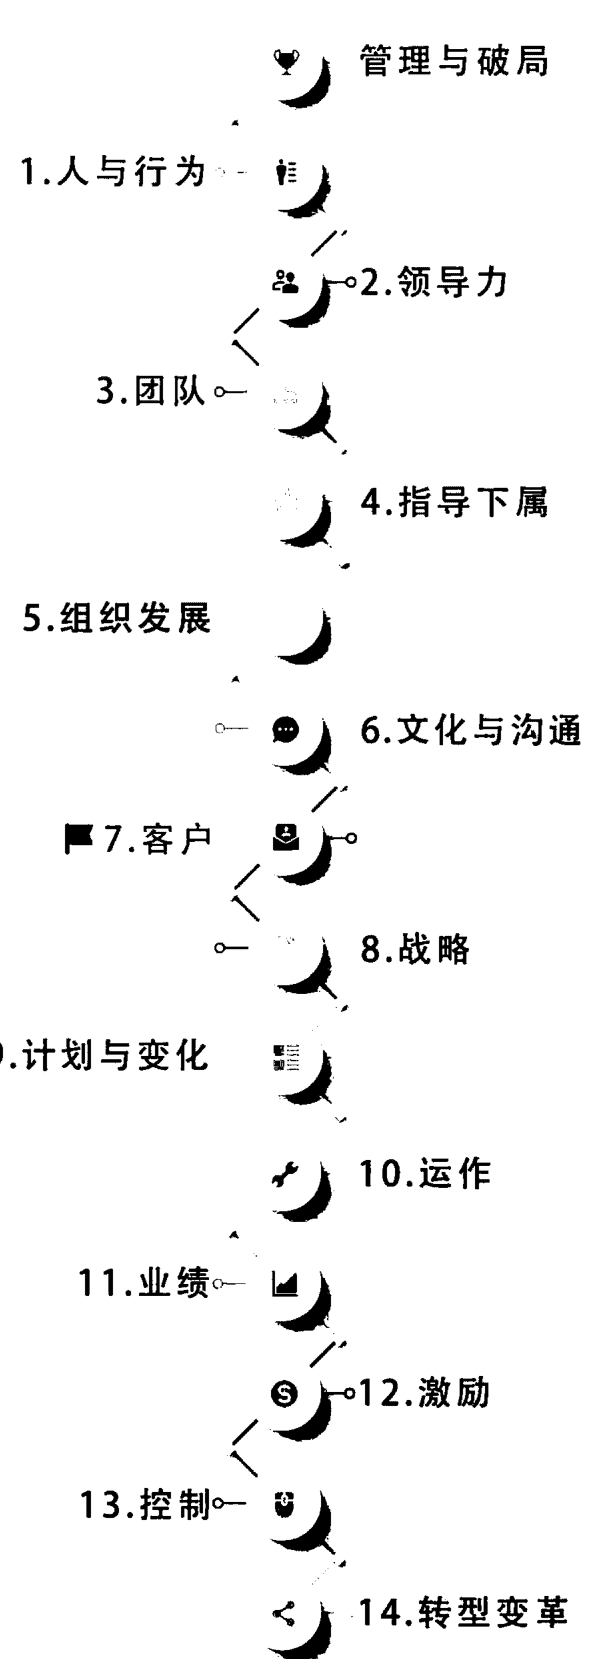 管理与破局
1.人与行为
2.领导力
3.团队
4.指导下属
5.组织发展
6.文化与沟通
7.客户
8.战略
9.计划与变化
10.运作
11.业绩
12.激励
13.控制
14.转型变革